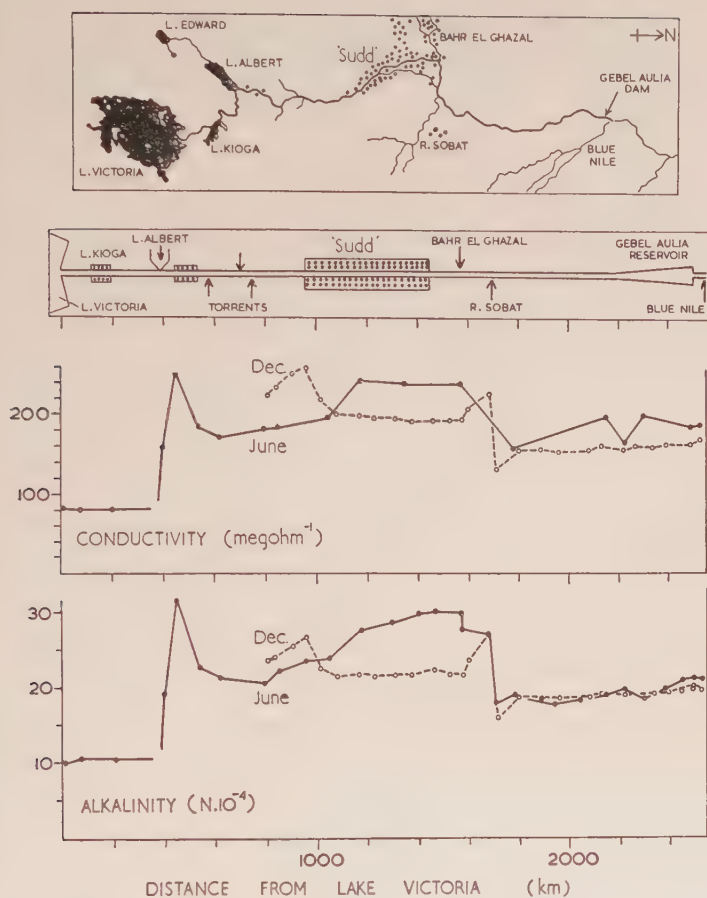 L. EDWARD
L. ALBERT
'Sudd'
BAHR EL GHAZAL
N
GEBEL AULIA
DAM
L. VICTORIA
L. KIOGA
R. SOBAT
BLUE
NILE
L. KIOGA
L. ALBERT
'Sudd'
BAHR EL GHAZAL
GEBEL AULIA
RESERVOIR
L. VICTORIA
TORRENTS
R. SOBAT
BLUE NILE
Dec.
200
June
100
CONDUCTIVITY (megohm⁻¹)
30
Dec.
20
June
10
ALKALINITY (N.10⁻⁴)
0
1000
2000
DISTANCE FROM LAKE VICTORIA (km)